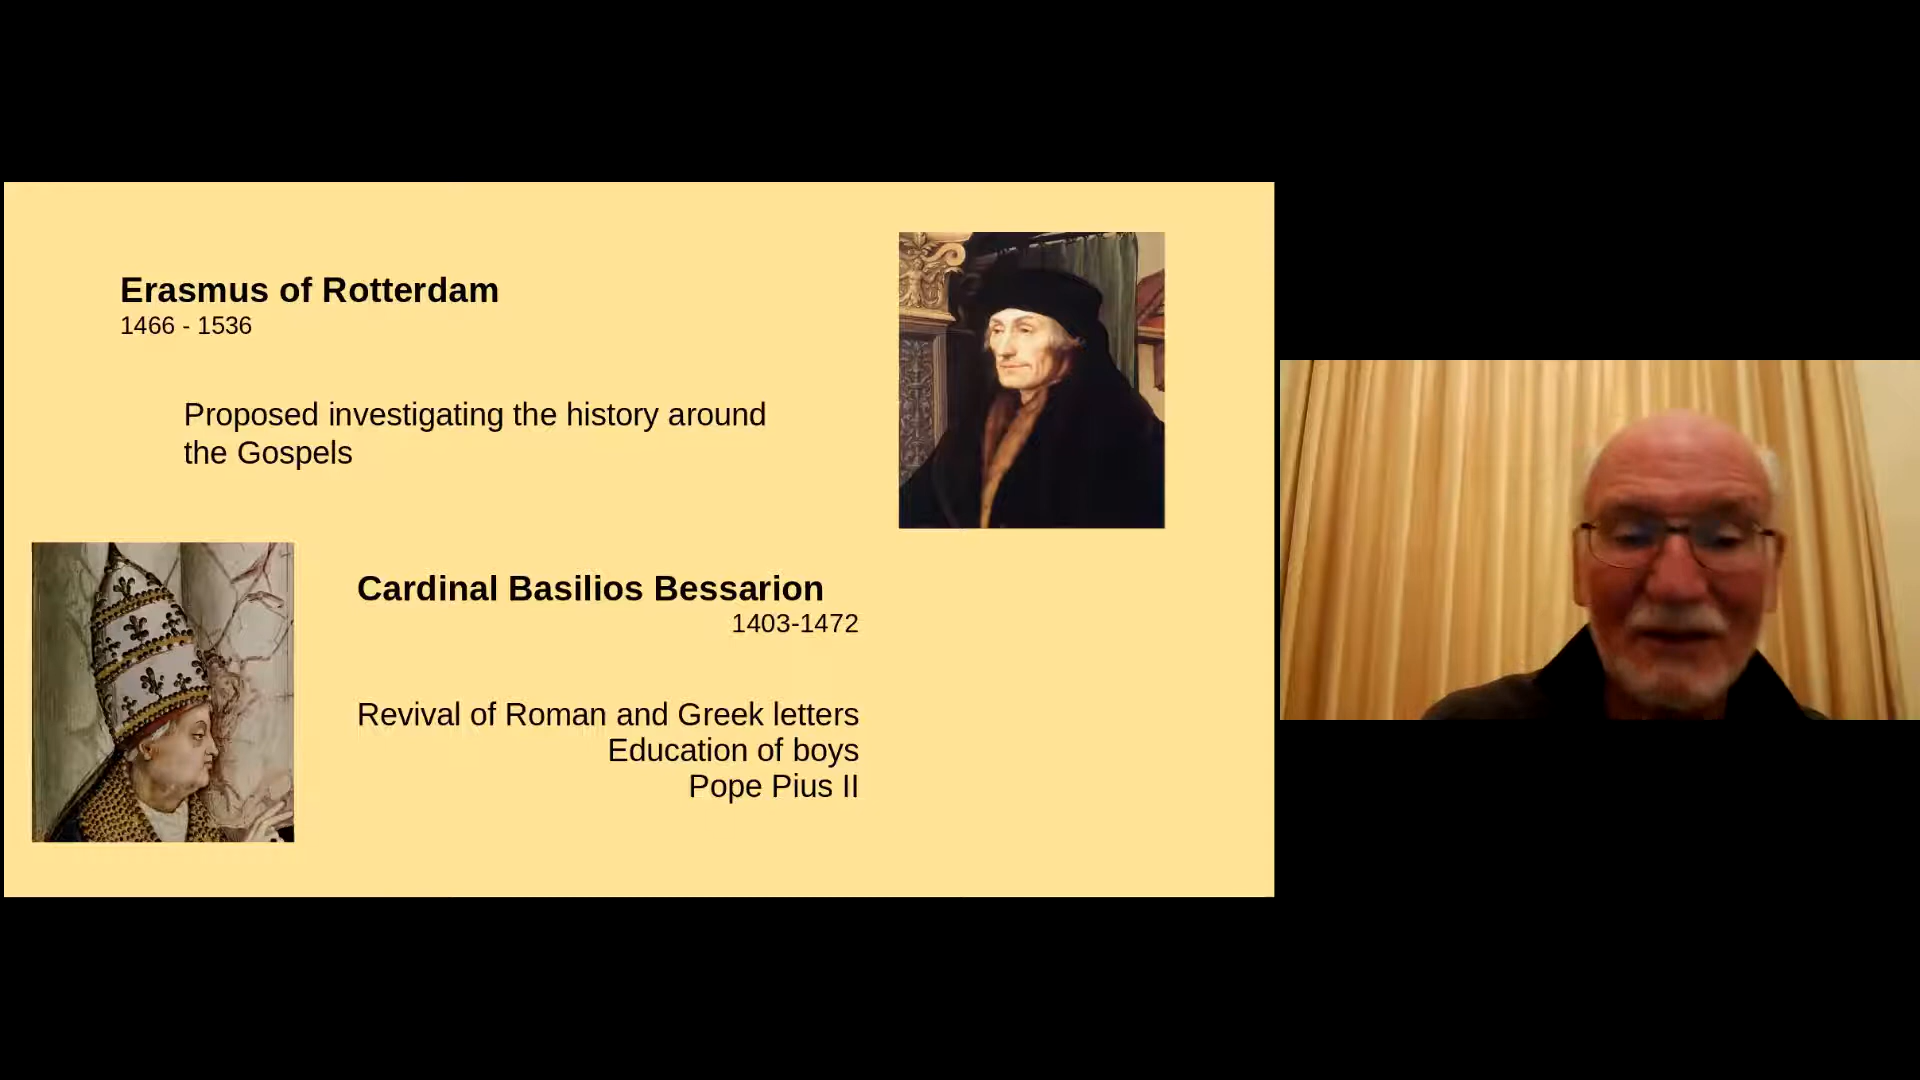 Erasmus of Rotterdam
1466 - 1536
Proposed investigating the history around
the Gospels
Cardinal Basilios Bessarion
1403-1472
Revival of Roman and Greek letters
Education of boys
Pope Pius II